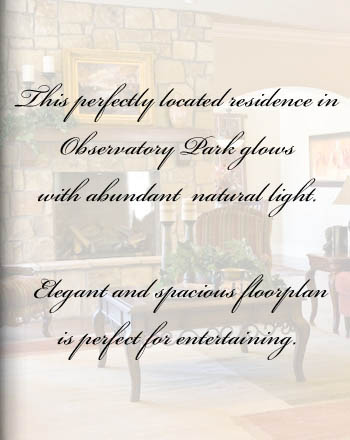 This perfectly located residence in
Observatory Park glows
with abundant natural light.
Elegant and spacious floorplan
is perfect for entertaining.